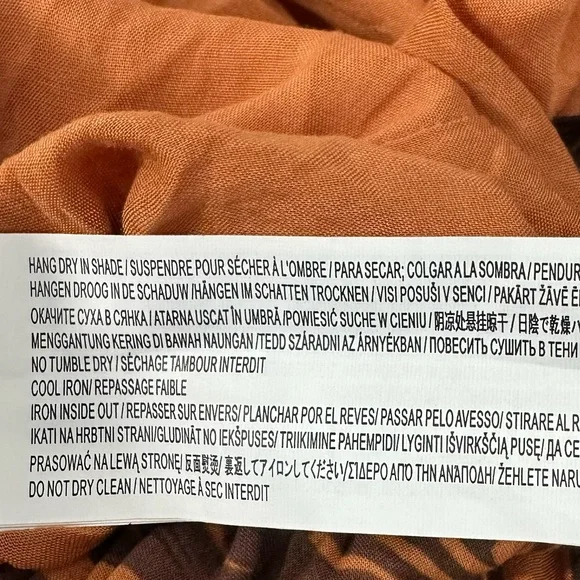 HANG DRY IN SHADE / SUSPENDRE POUR SÉCHER À L'OMBRE / PARA SECAR; COLGAR A LA SOMBRA / PENDUR
HANGEN DROOG IN DE SCHADUW /HÄNGEN IM SCHATTEN TROCKNEN / VISI POSUŠI V SENCI / PAKĀRT ŽĀVĒ Ē
ОКАЧИТЕ СУХА В СЯНКА / ATARNA USCAT ÎN UMBRĂ /POWIESIĆ SUCHE W CIENIU / 阴凉处悬挂晾干 / 日陰で乾燥 /
MENGGANTUNG KERING DI BAWAH NAUNGAN /TEDD SZÁRADNI AZ ÁRNYÉKBAN / ПОВЕСИТЬ СУШИТЬ В ТЕНИ
NO TUMBLE DRY / SÉCHAGE TAMBOUR INTERDIT
COOL IRON/ REPASSAGE FAIBLE
IRON INSIDE OUT / REPASSER SUR ENVERS/ PLANCHAR POR EL REVES/ PASSAR PELO AVESSO/ STIRARE AL R
IKATI NA HRBTNI STRANI/GLUDINĀT NO IEKŠPUSES/ TRIIKIMINE PAHEMPIDI/ LYGINTI IŠVIRKŠČIĄ PUSĘ/ ДА СЕ
PRASOWAĆ NA LEWĄ STRONĘ/ 反面熨烫/ 裏返してアイロンしてください/ΣΙΔΕΡΟ ΑΠΌ ΤΗΝ ΑΝΆΠΟΔΗ/ ŽEHLETE NARU
DO NOT DRY CLEAN / NETTOYAGE À SEC INTERDIT